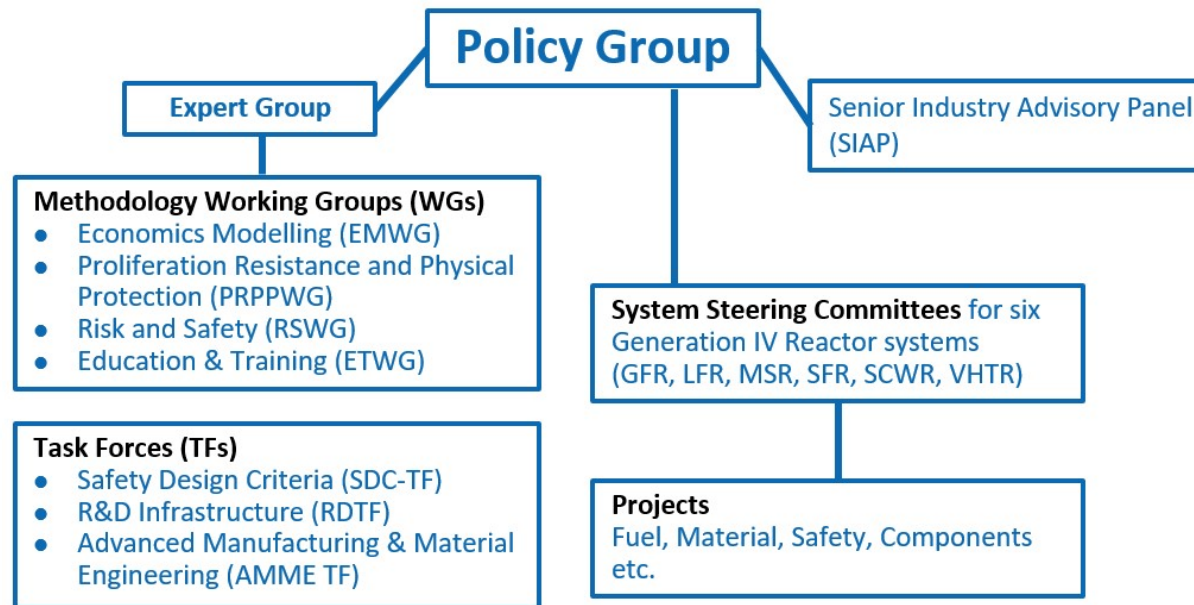 Policy Group
Expert Group
Senior Industry Advisory Panel
(SIAP)
Methodology Working Groups (WGs)
● Economics Modelling (EMWG)
● Proliferation Resistance and Physical
Protection (PRPPWG)
● Risk and Safety (RSWG)
● Education & Training (ETWG)
System Steering Committees for six
Generation IV Reactor systems
(GFR, LFR, MSR, SFR, SCWR, VHTR)
Task Forces (TFs)
● Safety Design Criteria (SDC-TF)
● R&D Infrastructure (RDTF)
● Advanced Manufacturing & Material
Engineering (AMME TF)
Projects
Fuel, Material, Safety, Components
etc.